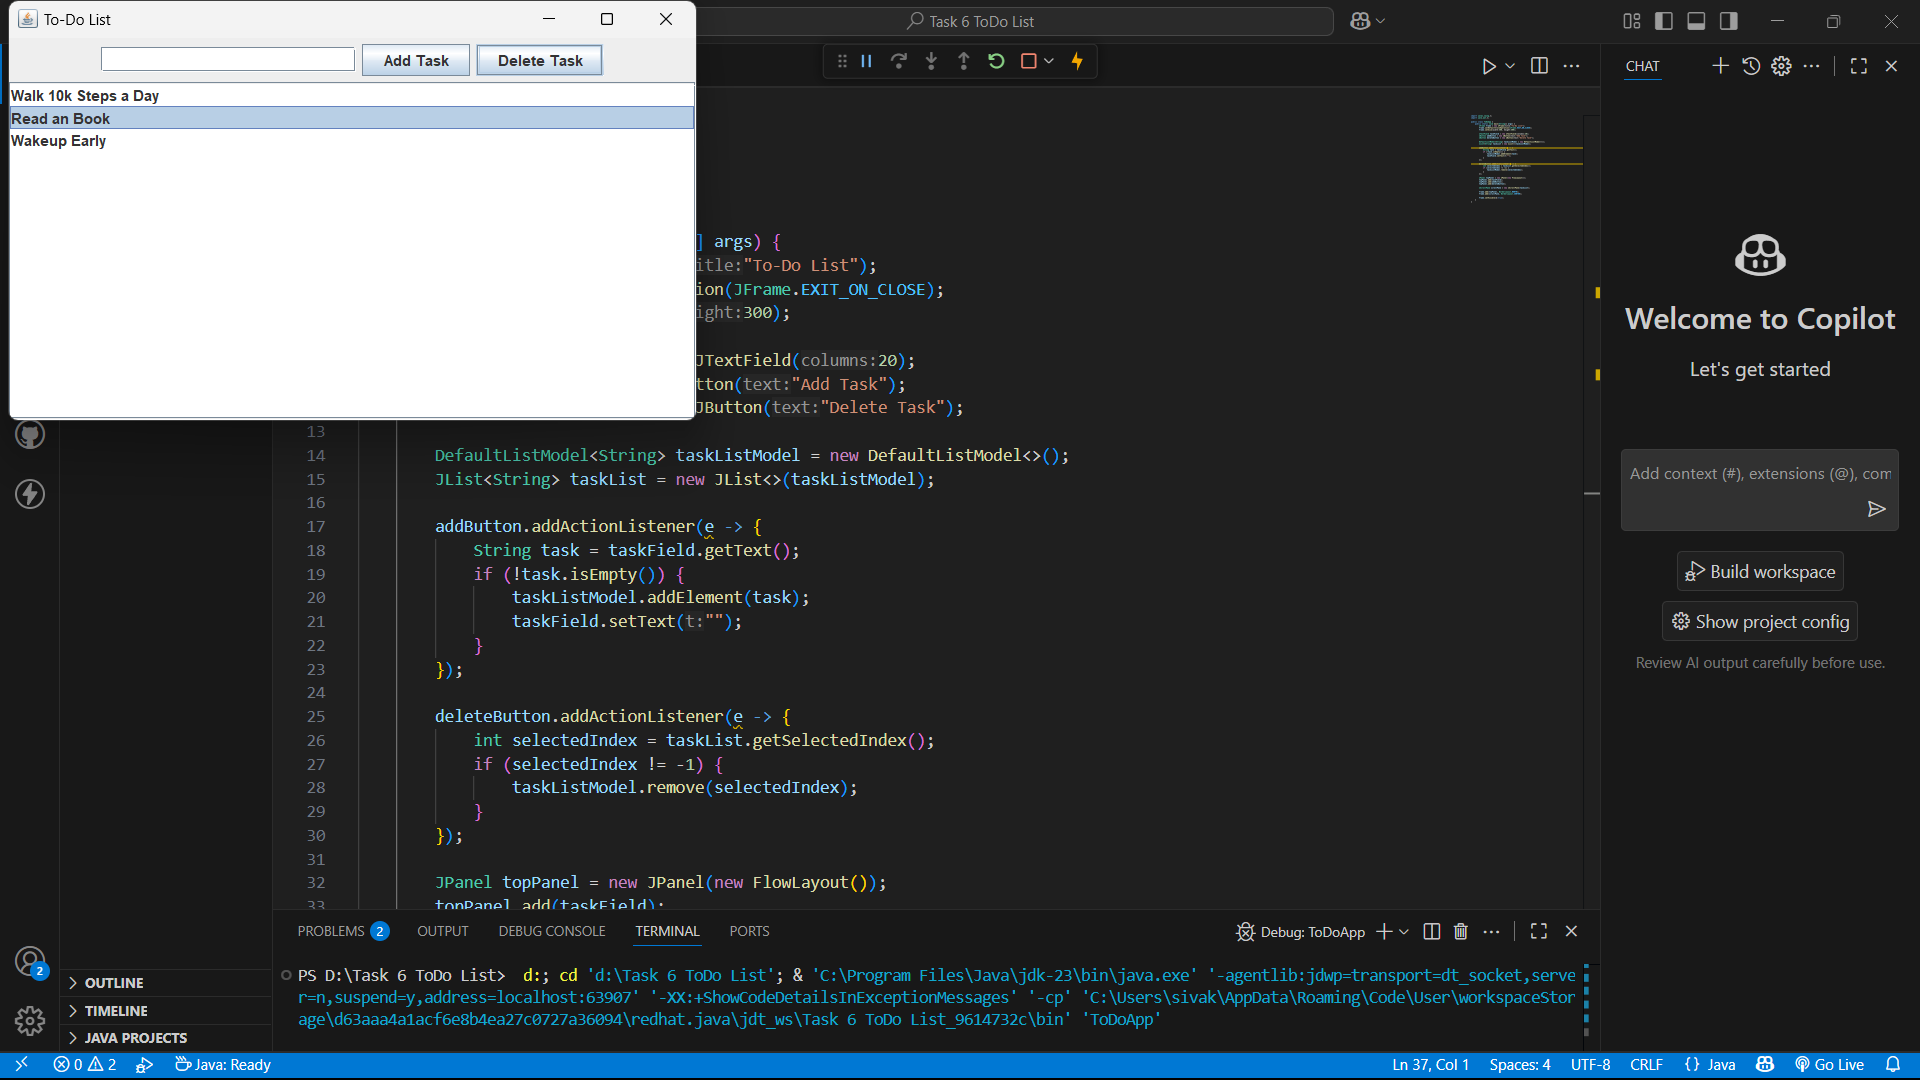 To-Do List
Add Task
Delete Task
Walk 10k Steps a Day
Read an Book
Wakeup Early
Task 6 ToDo List
] args) {
itle:"To-Do List");
ion(JFrame.EXIT_ON_CLOSE);
ight:300);
JTextField(columns:20);
tton(text:"Add Task");
JButton(text:"Delete Task");
13
14 DefaultListModel<String> taskListModel = new DefaultListModel<>();
15 JList<String> taskList = new JList<>(taskListModel);
16
17 addButton.addActionListener(e -> {
18 String task = taskField.getText();
19 if (!task.isEmpty()) {
20 taskListModel.addElement(task);
21 taskField.setText(t:"");
22 }
23 });
24
25 deleteButton.addActionListener(e -> {
26 int selectedIndex = taskList.getSelectedIndex();
27 if (selectedIndex != -1) {
28 taskListModel.remove(selectedIndex);
29 }
30 });
31
32 JPanel topPanel = new JPanel(new FlowLayout());
33 topPanel.add(taskField);
CHAT
Welcome to Copilot
Let's get started
Add context (#), extensions (@), com
Build workspace
Show project config
Review AI output carefully before use.
PROBLEMS 2 OUTPUT DEBUG CONSOLE TERMINAL PORTS
Debug: ToDoApp
PS D:\Task 6 ToDo List> d:; cd 'd:\Task 6 ToDo List'; & 'C:\Program Files\Java\jdk-23\bin\java.exe' '-agentlib:jdwp=transport=dt_socket,serve
r=n,suspend=y,address=localhost:63907' '-XX:+ShowCodeDetailsInExceptionMessages' '-cp' 'C:\Users\sivak\AppData\Roaming\Code\User\workspaceStor
age\d63aaa4a1acf6e8b4ea27c0727a36094\redhat.java\jdt_ws\Task 6 ToDo List_9614732c\bin' 'ToDoApp'
2
OUTLINE
TIMELINE
JAVA PROJECTS
0 2 Java: Ready
Ln 37, Col 1 Spaces: 4 UTF-8 CRLF {} Java Go Live